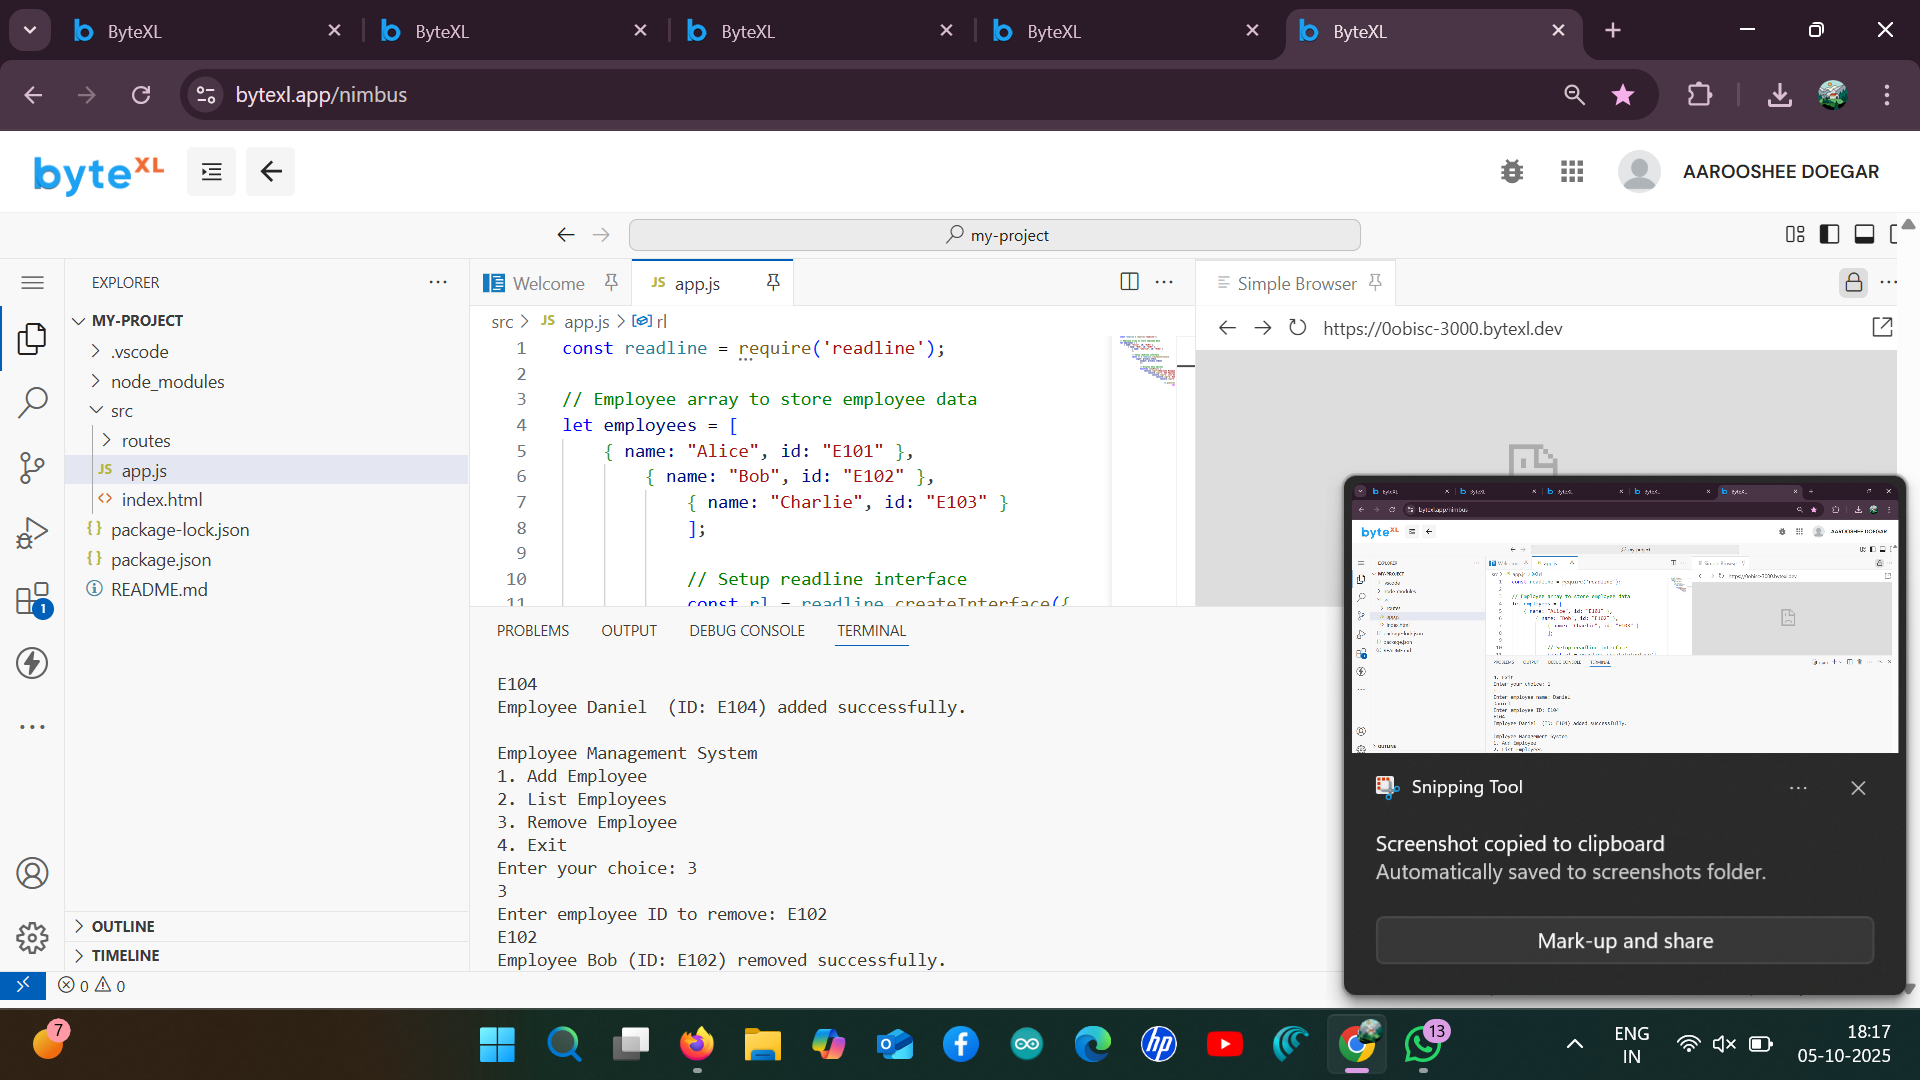 ByteXL
ByteXL
ByteXL
ByteXL
ByteXL
bytexl.app/nimbus
byteXL
AAROOSHEE DOEGAR
my-project
EXPLORER
MY-PROJECT
.vscode
node_modules
src
routes
JS app.js
<> index.html
{} package-lock.json
{} package.json
README.md
OUTLINE
TIMELINE
1
Welcome
JS app.js
src > JS app.js > rl
1 const readline = require('readline');
2
3 // Employee array to store employee data
4 let employees = [
5 { name: "Alice", id: "E101" },
6 { name: "Bob", id: "E102" },
7 { name: "Charlie", id: "E103" }
8 ];
9
10 // Setup readline interface
11 const rl = readline.createInterface({
Simple Browser
https://0obisc-3000.bytexl.dev
PROBLEMS OUTPUT DEBUG CONSOLE TERMINAL
E104
Employee Daniel  (ID: E104) added successfully.
Employee Management System
1. Add Employee
2. List Employees
3. Remove Employee
4. Exit
Enter your choice: 3
3
Enter employee ID to remove: E102
E102
Employee Bob (ID: E102) removed successfully.
0 0
Snipping Tool
Screenshot copied to clipboard
Automatically saved to screenshots folder.
Mark-up and share
7
13
ENG
IN
18:17
05-10-2025